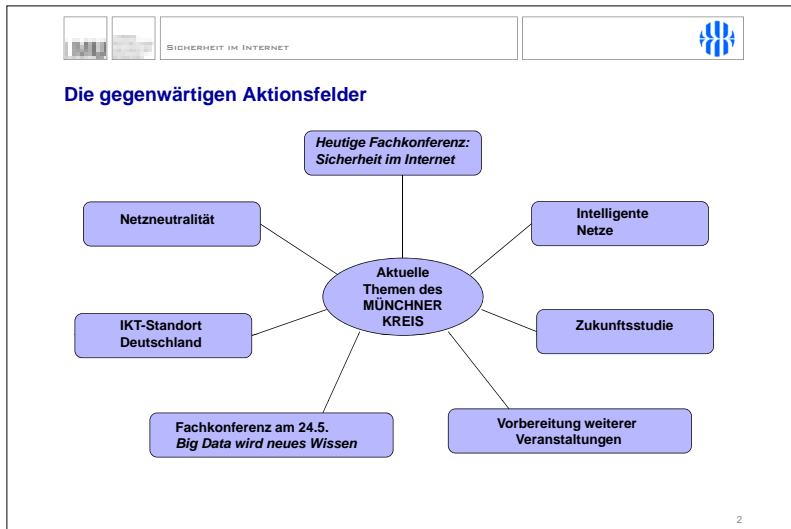 LMU
SICHERHEIT IM INTERNET
Die gegenwärtigen Aktionsfelder
Heutige Fachkonferenz:
Sicherheit im Internet
Netzneutralität
Intelligente
Netze
Aktuelle
Themen des
MÜNCHNER
KREIS
IKT-Standort
Deutschland
Zukunftsstudie
Fachkonferenz am 24.5.
Big Data wird neues Wissen
Vorbereitung weiterer
Veranstaltungen
2